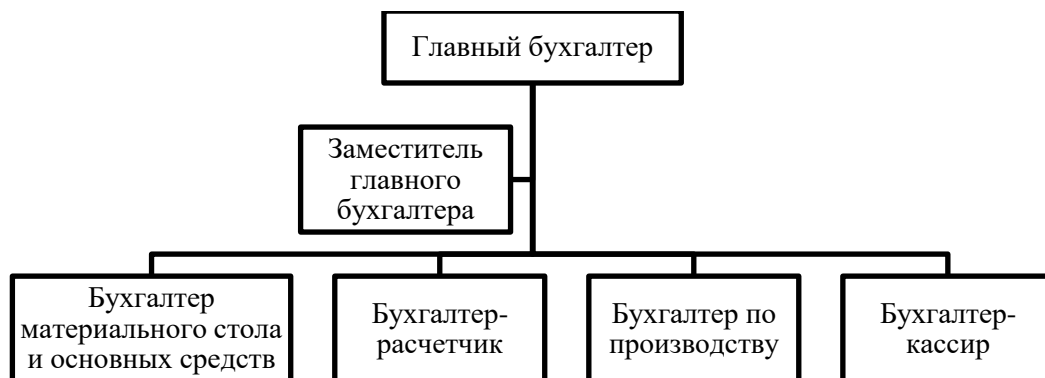 Главный бухгалтер
Заместитель
главного
бухгалтера
Бухгалтер
материального стола
и основных средств
Бухгалтер-
расчетчик
Бухгалтер по
производству
Бухгалтер-
кассир